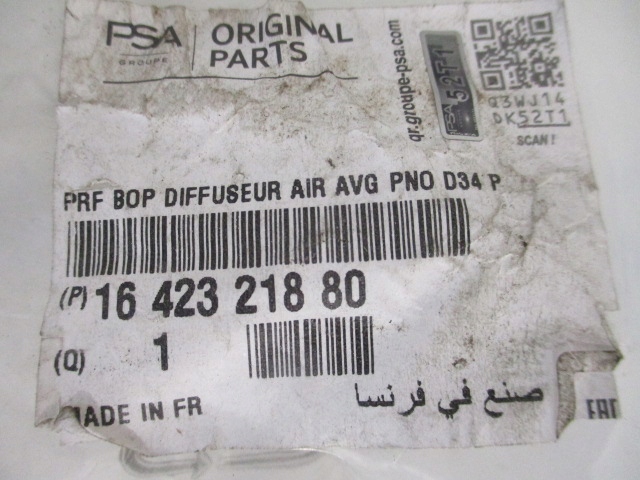 PSA GROUPE
ORIGINAL PARTS
qr.groupe-psa.com
PSA 52T1
Q3WJ14
DK52T1
SCAN!
PRF BOP DIFFUSEUR AIR AVG PNO D34 P
(P) 16 423 218 80
(Q) 1
MADE IN FR
صنع في فرنسا
EAC